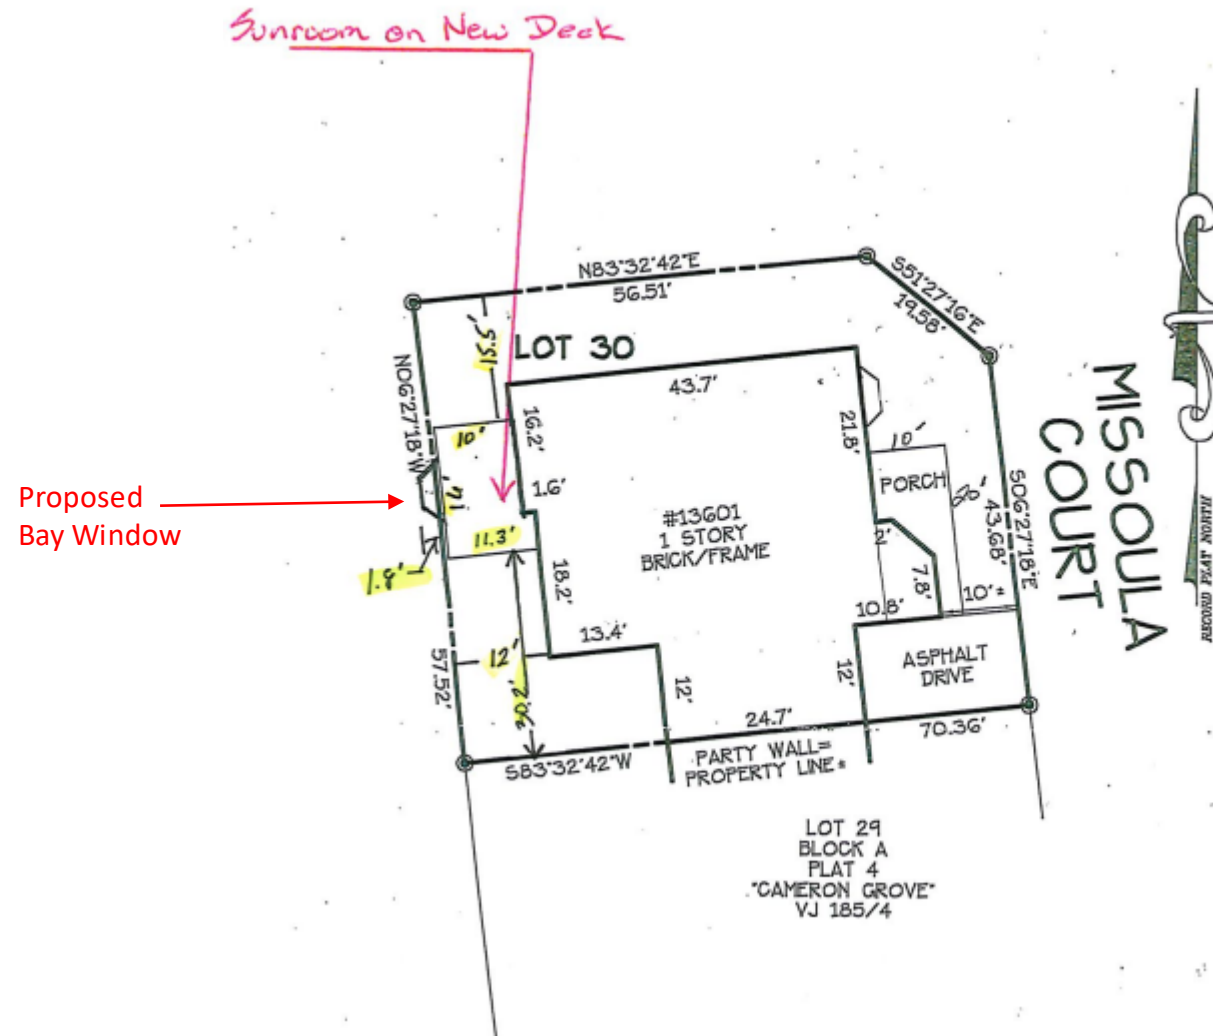 Sunroom on New Deck
N83°32'42"E
56.51'
S51°27'16"E
19.58'
15.5'
LOT 30
43.7'
N06°27'18"W
16.2'
21.8'
10'
10'
MISSOULA
COURT
PORCH
20'
S06°27'18"E
43.68'
RECORD PLAT NORTH
Proposed
Bay Window
1.6'
#13601
1 STORY
BRICK/FRAME
2'
11.3'
18.2'
7.8'
1.8'
10.8'
10'±
13.4'
12'
57.52'
12'
12'
ASPHALT
DRIVE
20.2'
24.7'
70.36'
S83°32'42"W
PARTY WALL=
PROPERTY LINE±
LOT 29
BLOCK A
PLAT 4
"CAMERON GROVE"
VJ 185/4